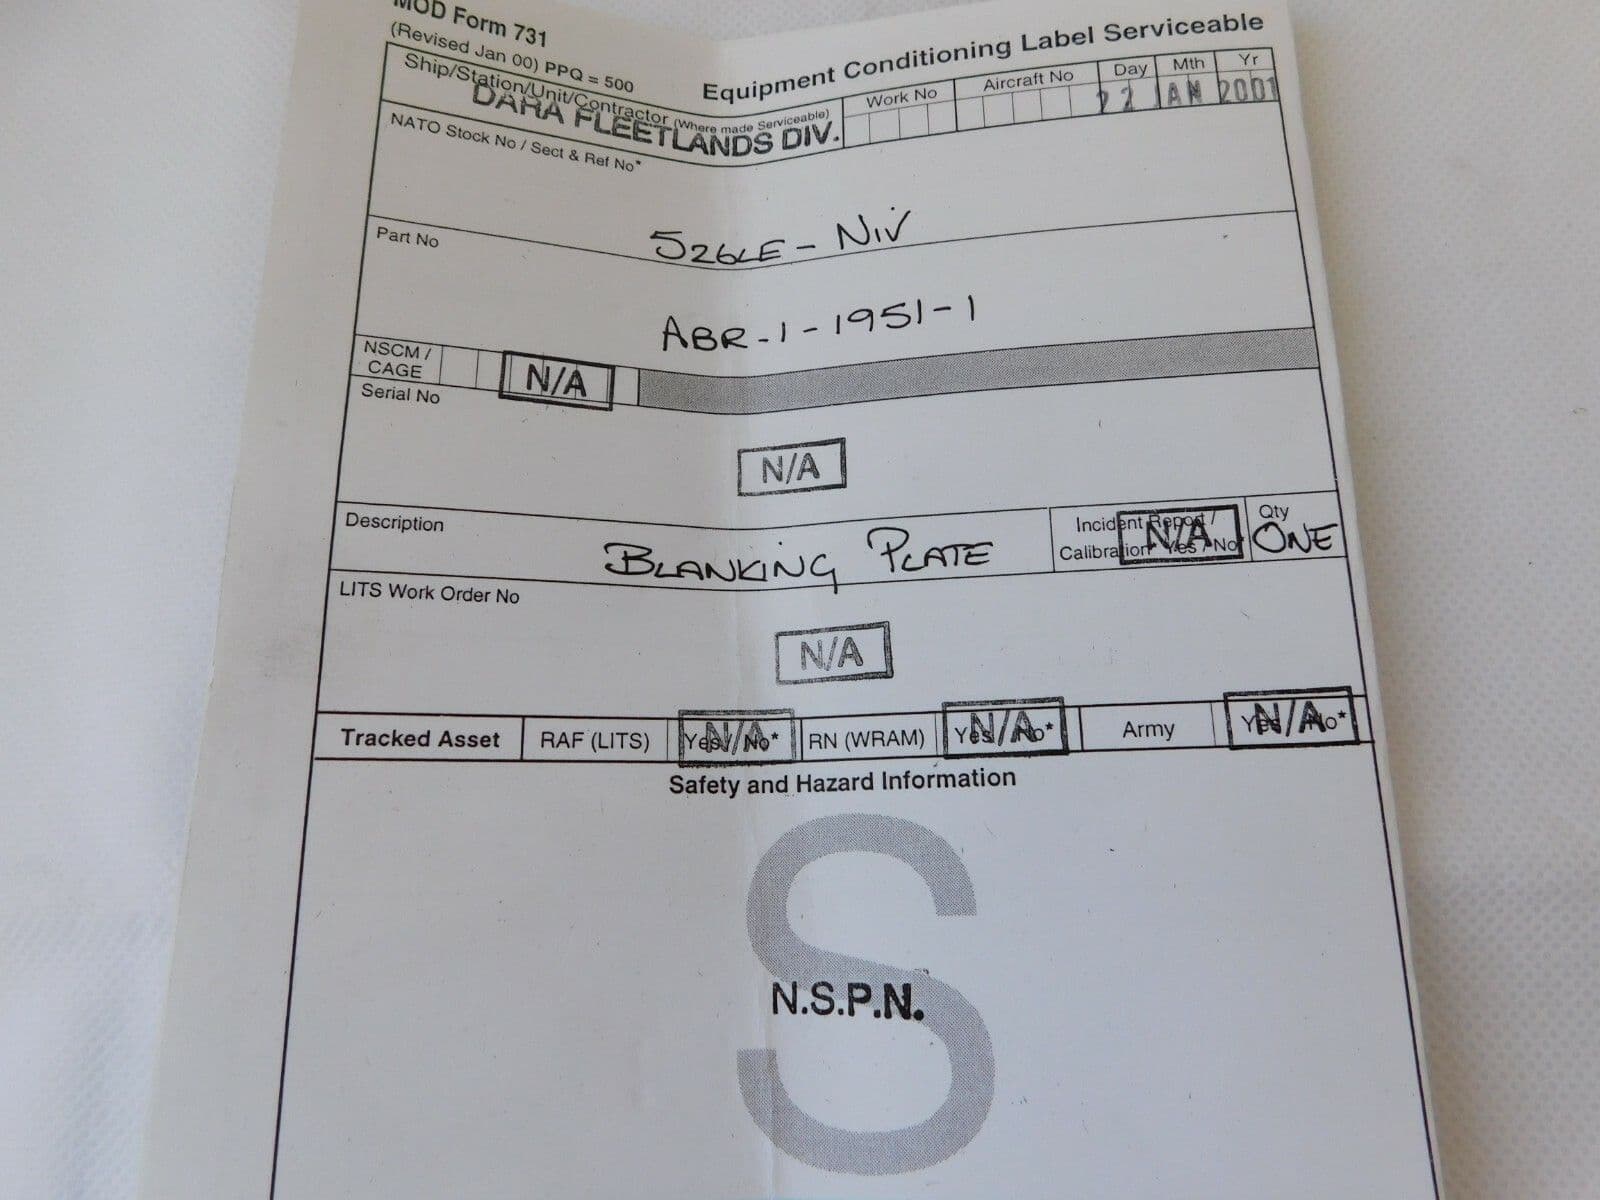 MOD Form 731
(Revised Jan 00) PPQ = 500
Equipment Conditioning Label Serviceable
Ship/Station/Unit/Contractor (Where made Serviceable)
DARA FLEETLANDS DIV.
Work No
Aircraft No
Day Mth Yr
22 JAN 2001
NATO Stock No / Sect & Ref No*
526LE - NIV
Part No
ABR-1-1951-1
NSCM / CAGE
N/A
Serial No
N/A
Description
BLANKING PLATE
Incident Report / Calibration* Yes / No
N/A
Qty
ONE
LITS Work Order No
N/A
Tracked Asset RAF (LITS) Yes / No* N/A RN (WRAM) Yes / No* N/A Army Yes / No* N/A
Safety and Hazard Information
S
N.S.P.N.